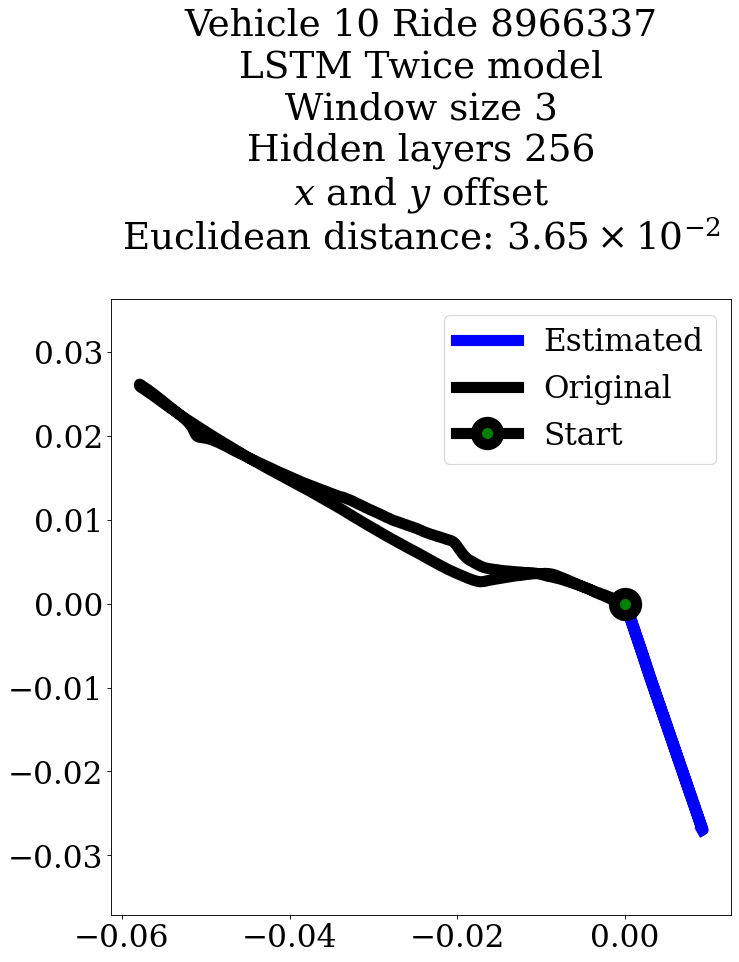 Vehicle 10 Ride 8966337
LSTM Twice model
Window size 3
Hidden layers 256
x and y offset
Euclidean distance: 3.65 × 10⁻²
Estimated
Original
Start
0.03
0.02
0.01
0.00
−0.01
−0.02
−0.03
−0.06 −0.04 −0.02 0.00